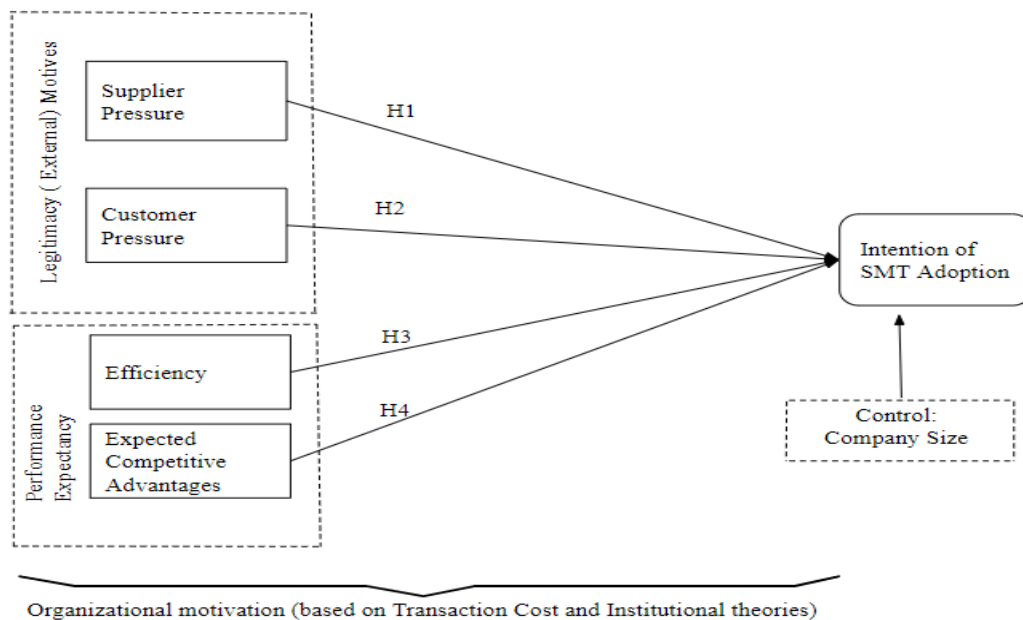 Legitimacy ( External) Motives
Supplier
Pressure
H1
Customer
Pressure
H2
Intention of
SMT Adoption
Performance
Expectancy
Efficiency
H3
Expected
Competitive
Advantages
H4
Control:
Company Size
Organizational motivation (based on Transaction Cost and Institutional theories)